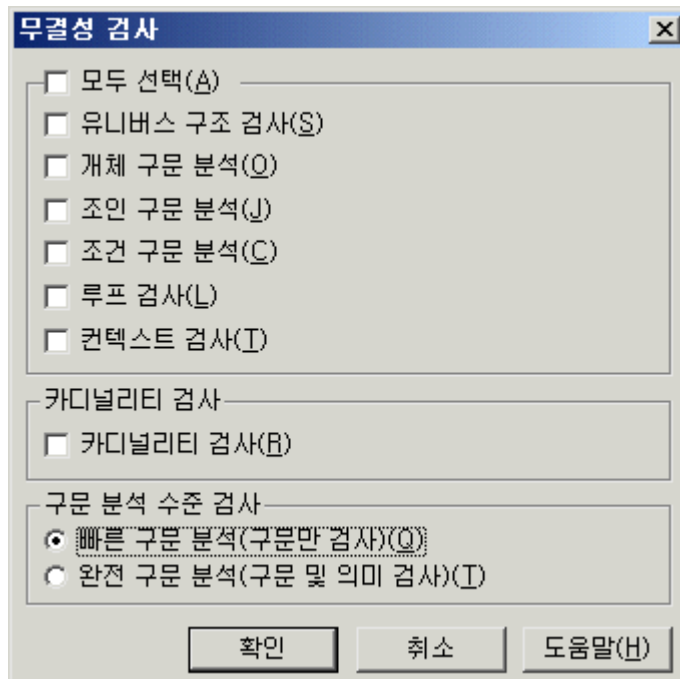 무결성 검사
모두 선택(A)
유니버스 구조 검사(S)
개체 구문 분석(O)
조인 구문 분석(J)
조건 구문 분석(C)
루프 검사(L)
컨텍스트 검사(T)
카디널리티 검사
카디널리티 검사(R)
구문 분석 수준 검사
빠른 구문 분석(구문만 검사)(Q)
완전 구문 분석(구문 및 의미 검사)(T)
확인 취소 도움말(H)